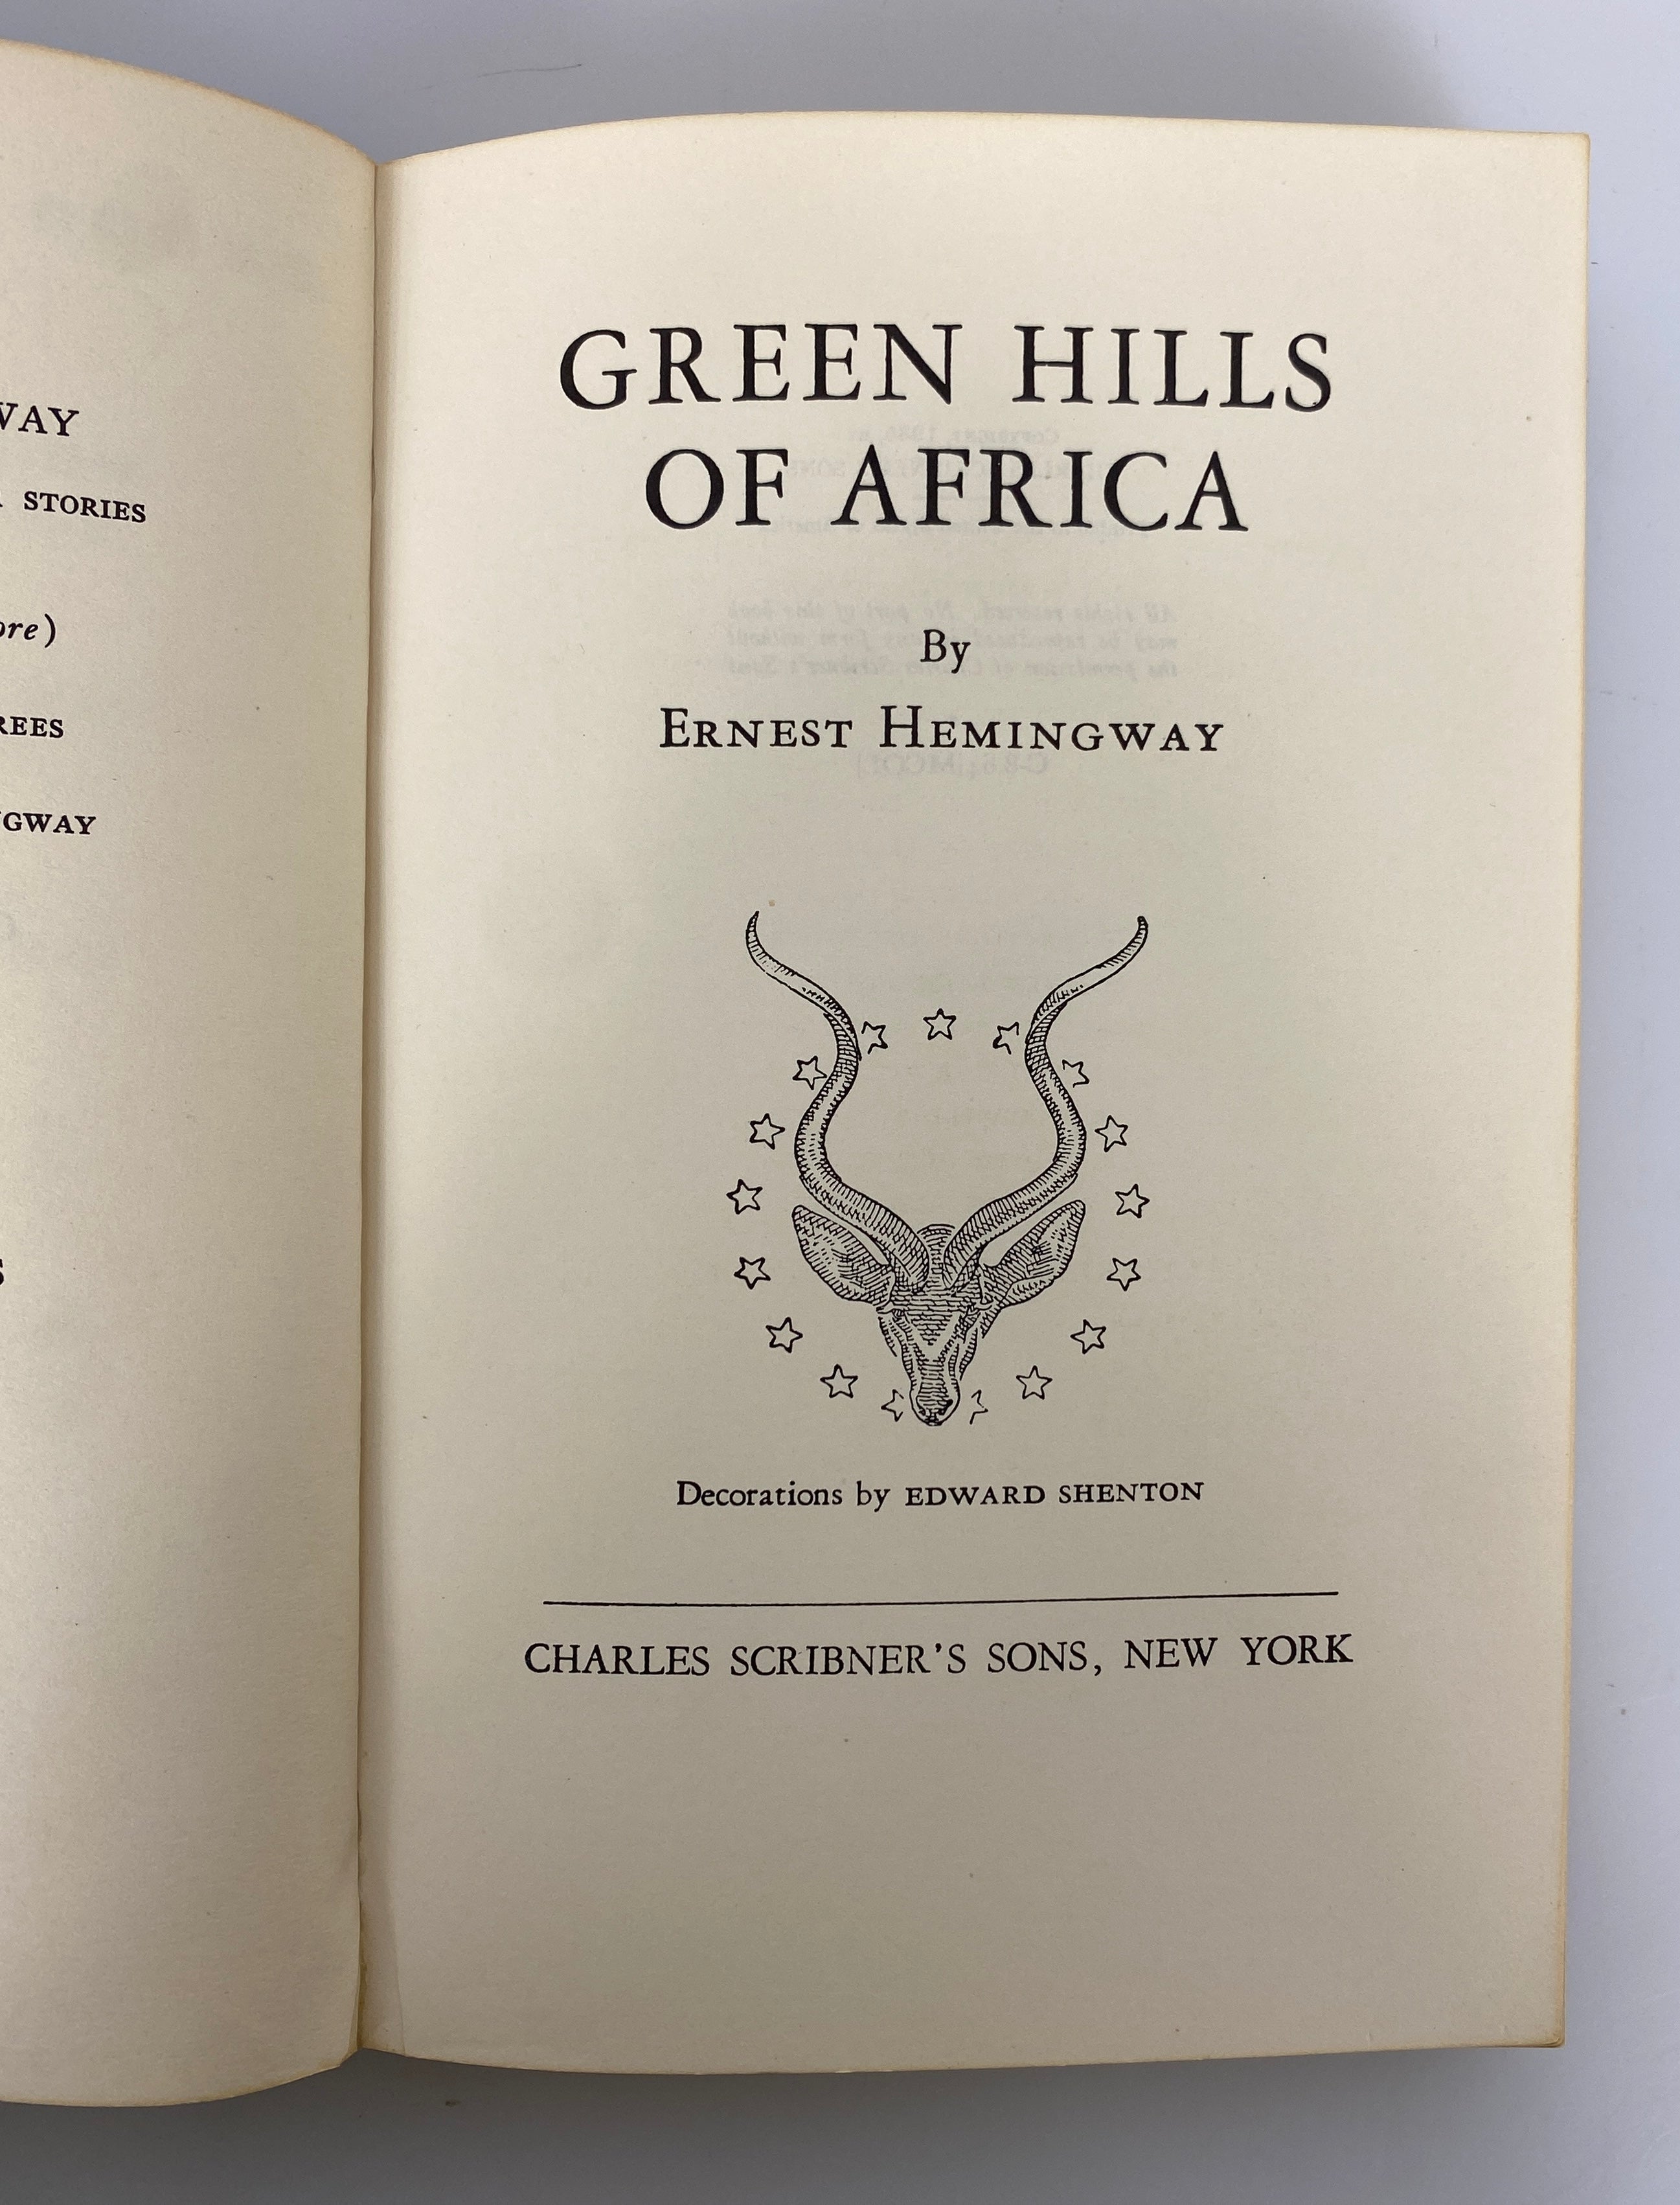 WAY
STORIES
ore)
REES
GWAY
S
GREEN HILLS
OF AFRICA
By
ERNEST HEMINGWAY
Decorations by EDWARD SHENTON
CHARLES SCRIBNER'S SONS, NEW YORK